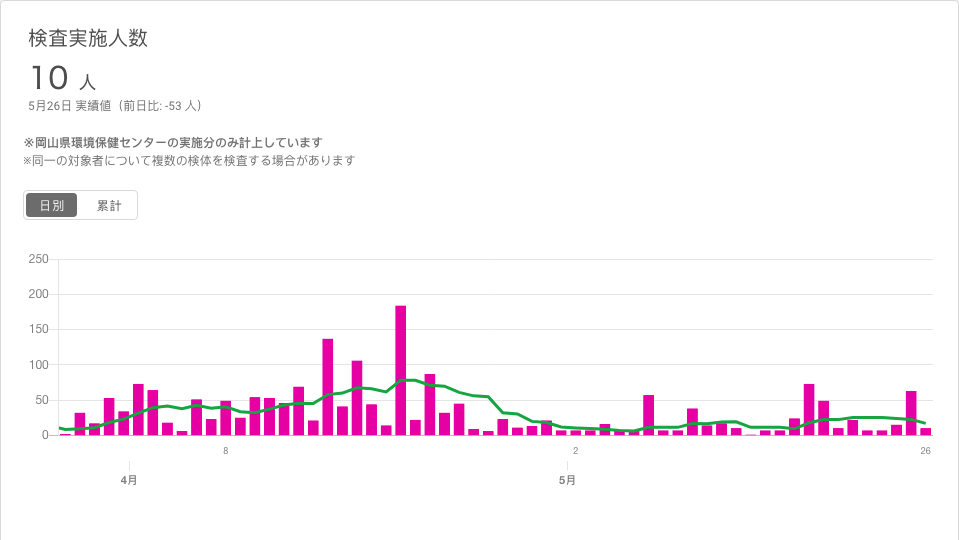 検査実施人数
10 人
5月26日 実績値（前日比: -53 人）
※岡山県環境保健センターの実施分のみ計上しています
※同一の対象者について複数の検体を検査する場合があります
日別 累計
250
200
150
100
50
0
8 2 26
4月 5月